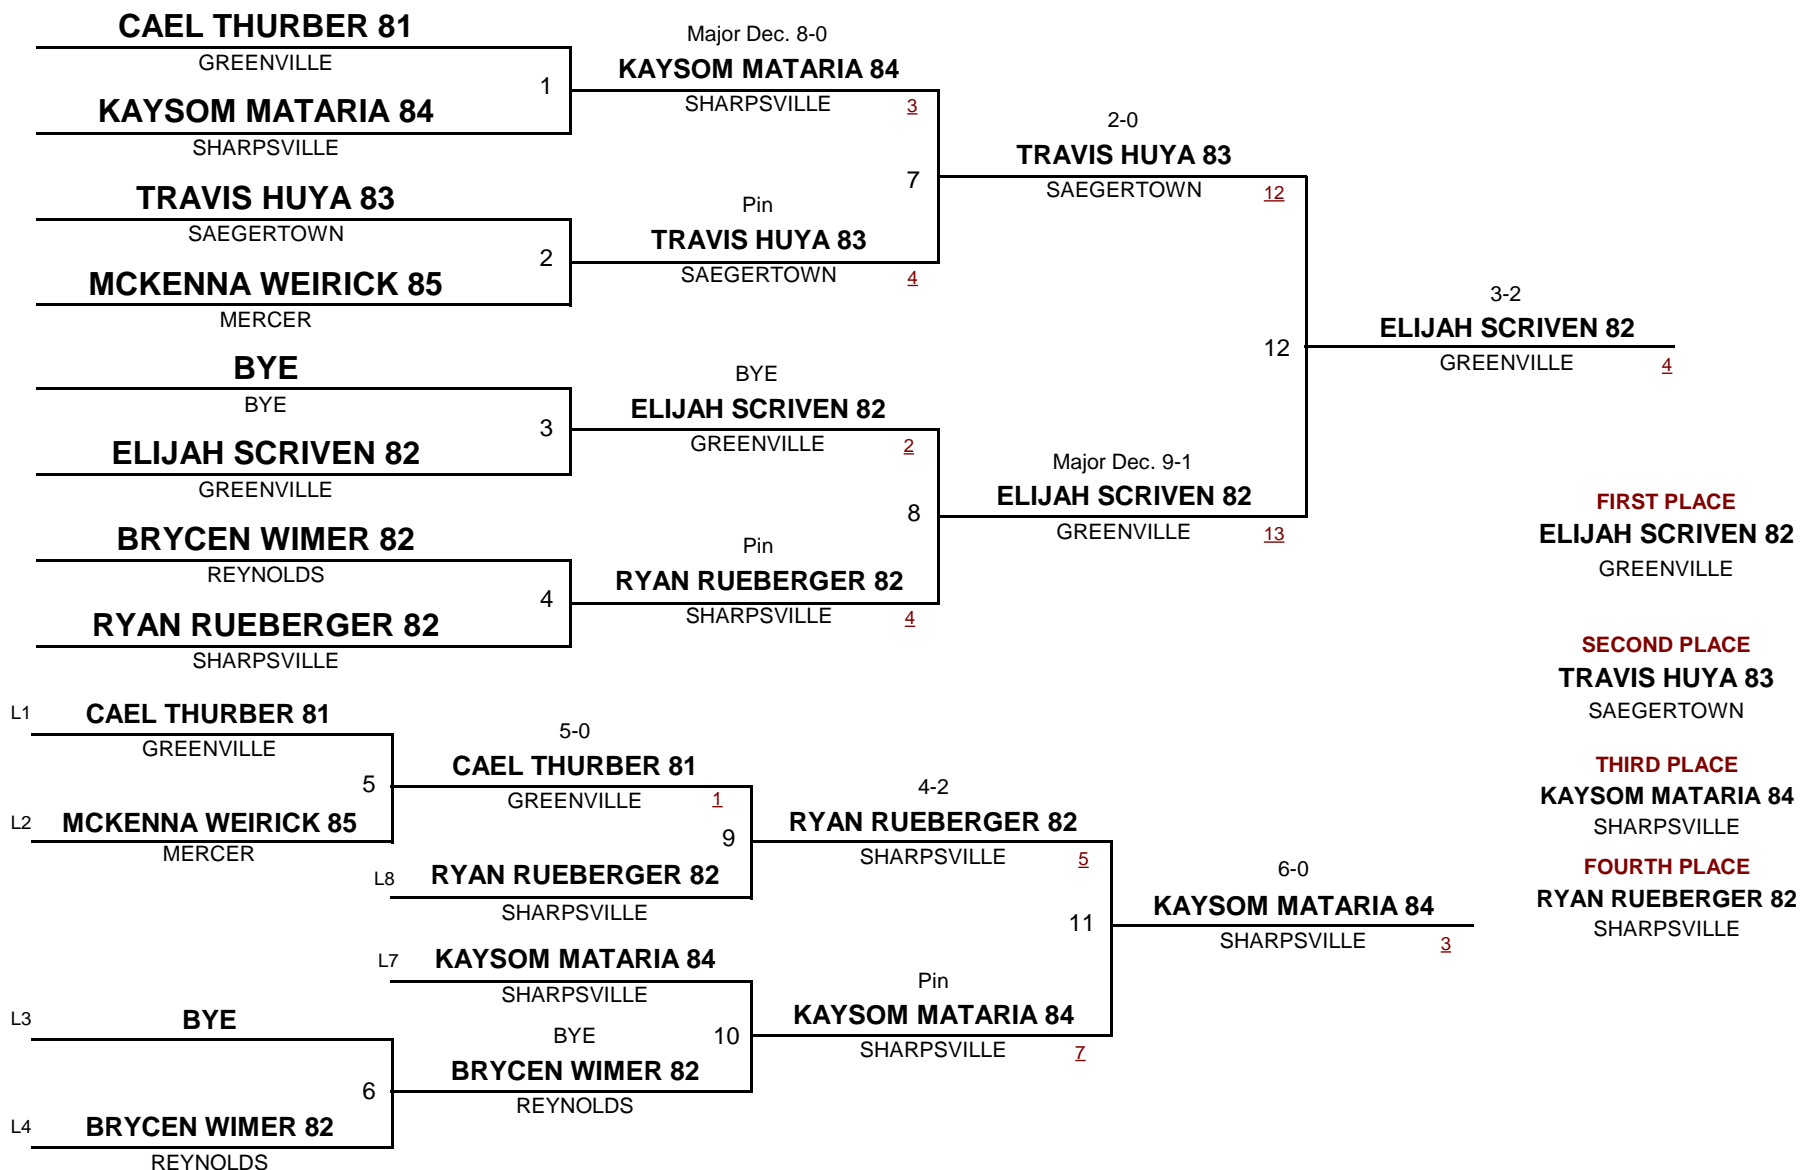 CAEL THURBER 81
GREENVILLE
1
KAYSOM MATARIA 84
SHARPSVILLE
TRAVIS HUYA 83
SAEGERTOWN
2
MCKENNA WEIRICK 85
MERCER
BYE
BYE
3
ELIJAH SCRIVEN 82
GREENVILLE
BRYCEN WIMER 82
REYNOLDS
4
RYAN RUEBERGER 82
SHARPSVILLE
Major Dec. 8-0
KAYSOM MATARIA 84
SHARPSVILLE 3
7
Pin
TRAVIS HUYA 83
SAEGERTOWN 4
BYE
ELIJAH SCRIVEN 82
GREENVILLE 2
8
Pin
RYAN RUEBERGER 82
SHARPSVILLE 4
2-0
TRAVIS HUYA 83
SAEGERTOWN 12
12
Major Dec. 9-1
ELIJAH SCRIVEN 82
GREENVILLE 13
3-2
ELIJAH SCRIVEN 82
GREENVILLE 4
FIRST PLACE
ELIJAH SCRIVEN 82
GREENVILLE
SECOND PLACE
TRAVIS HUYA 83
SAEGERTOWN
THIRD PLACE
KAYSOM MATARIA 84
SHARPSVILLE
FOURTH PLACE
RYAN RUEBERGER 82
SHARPSVILLE
L1 CAEL THURBER 81
GREENVILLE
5
L2 MCKENNA WEIRICK 85
MERCER
L3 BYE
6
L4 BRYCEN WIMER 82
REYNOLDS
5-0
CAEL THURBER 81
GREENVILLE 1
9
L8 RYAN RUEBERGER 82
SHARPSVILLE
L7 KAYSOM MATARIA 84
SHARPSVILLE
BYE 10
BRYCEN WIMER 82
REYNOLDS
4-2
RYAN RUEBERGER 82
SHARPSVILLE 5
11
Pin
KAYSOM MATARIA 84
SHARPSVILLE 7
6-0
KAYSOM MATARIA 84
SHARPSVILLE 3